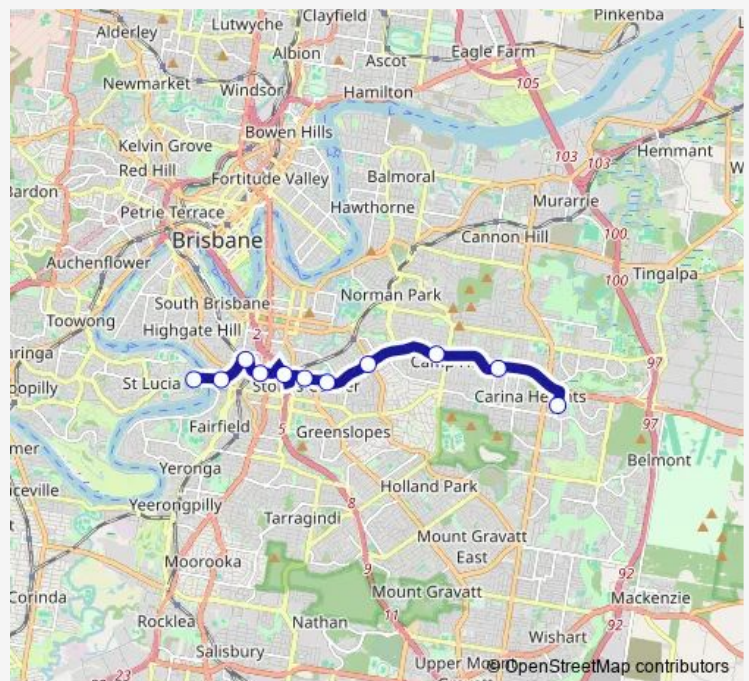 Pinkenba
Clayfield
Lutwyche
Alderley
Albion
Eagle Farm
Ascot
Newmarket
Windsor
105
Hamilton
Bowen Hills
Kelvin Grove
Hemmant
103
103
Red Hill
Fortitude Valley
Balmoral
Murarrie
Petrie Terrace
Hawthorne
Brisbane
Cannon Hill
100
Auchenflower
Tingalpa
100
Norman Park
South Brisbane
Toowong
Highgate Hill
2
97
St Lucia
Carina Heights
Fairfield
5
Greenslopes
97
Belmont
Yeronga
Holland Park
Yeerongpilly
8
Tarragindi
Mount Gravatt
East
Moorooka
9
92
Mount Gravatt
Mackenzie
11
Rocklea
Nathan
92
Wishart
Salisbury
23
© OpenStreetMap contributors